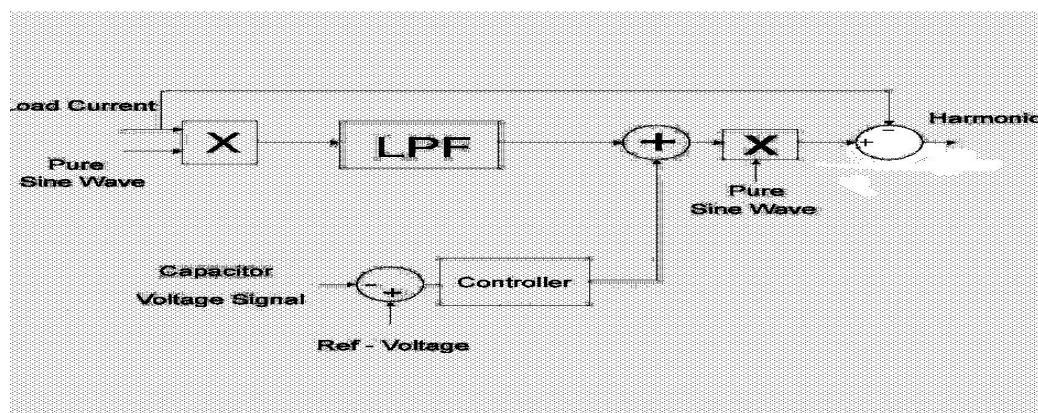 oad Current
Harmonic
X
LPF
+
X
−
+
Pure
Sine Wave
Pure
Sine Wave
Capacitor
Voltage Signal
-
+
Controller
Ref - Voltage